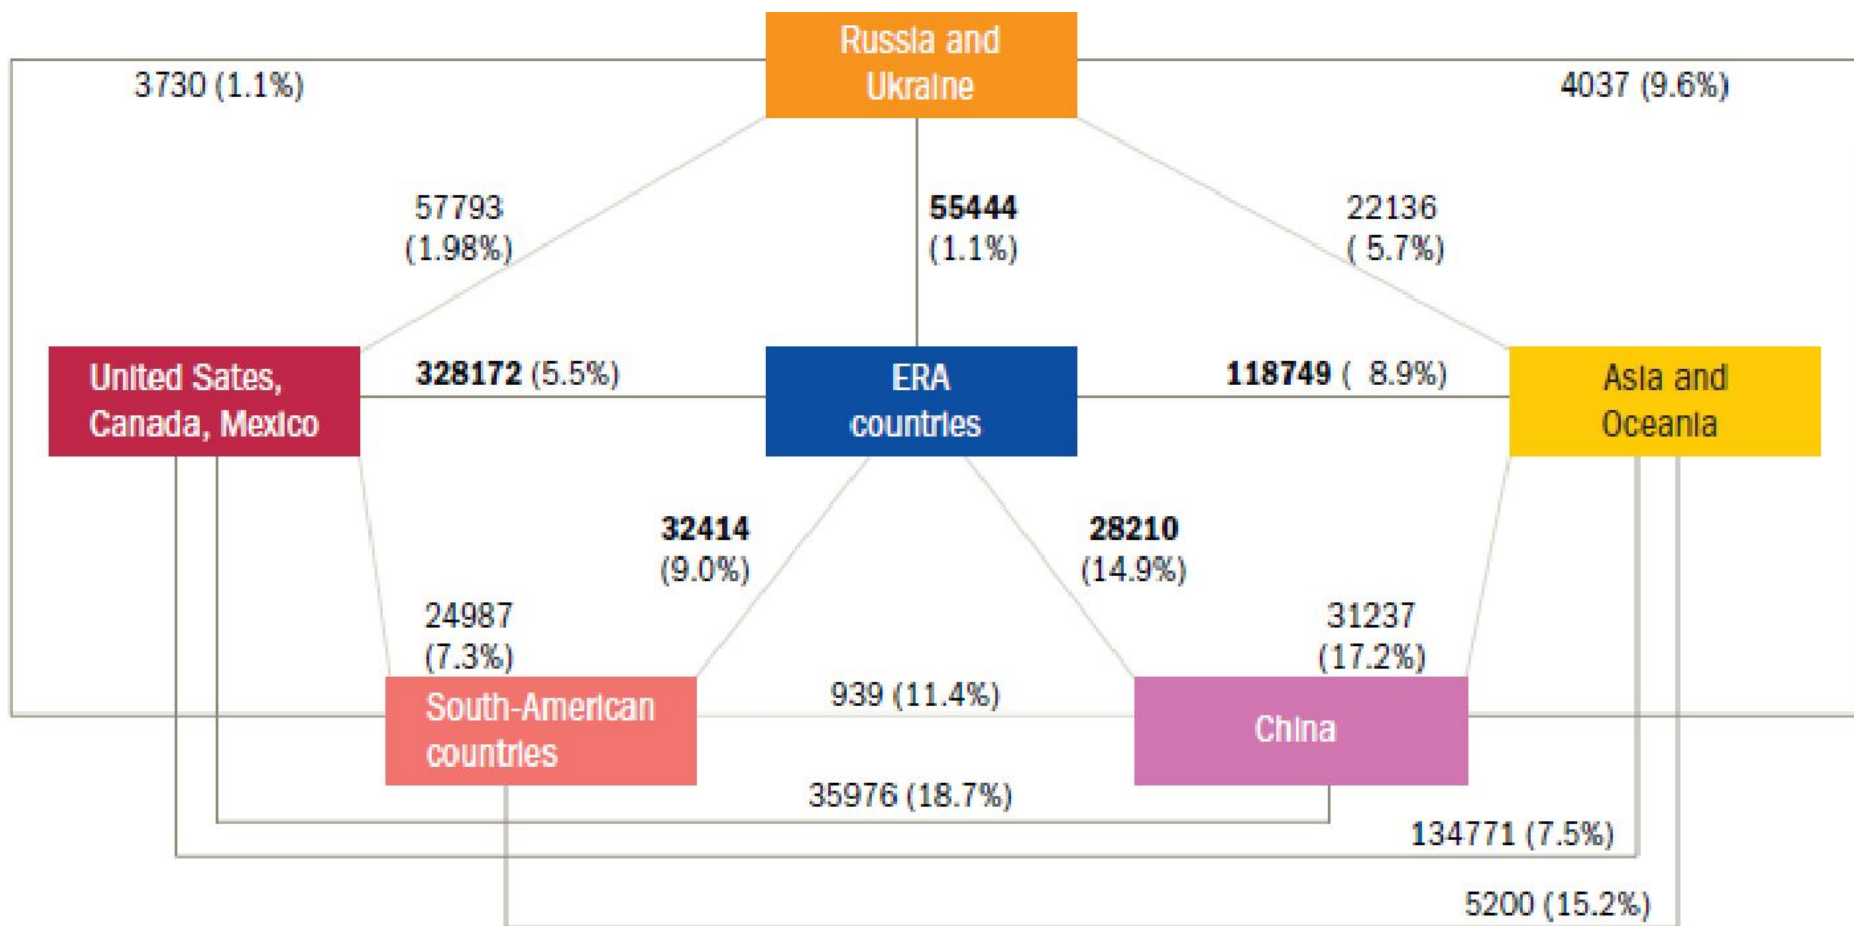 Russia and
Ukraine
3730 (1.1%)
4037 (9.6%)
57793
(1.98%)
55444
(1.1%)
22136
( 5.7%)
United Sates,
Canada, Mexico
328172 (5.5%)
ERA
countries
118749 ( 8.9%)
Asia and
Oceania
32414
(9.0%)
28210
(14.9%)
24987
(7.3%)
31237
(17.2%)
South-American
countries
939 (11.4%)
China
35976 (18.7%)
134771 (7.5%)
5200 (15.2%)